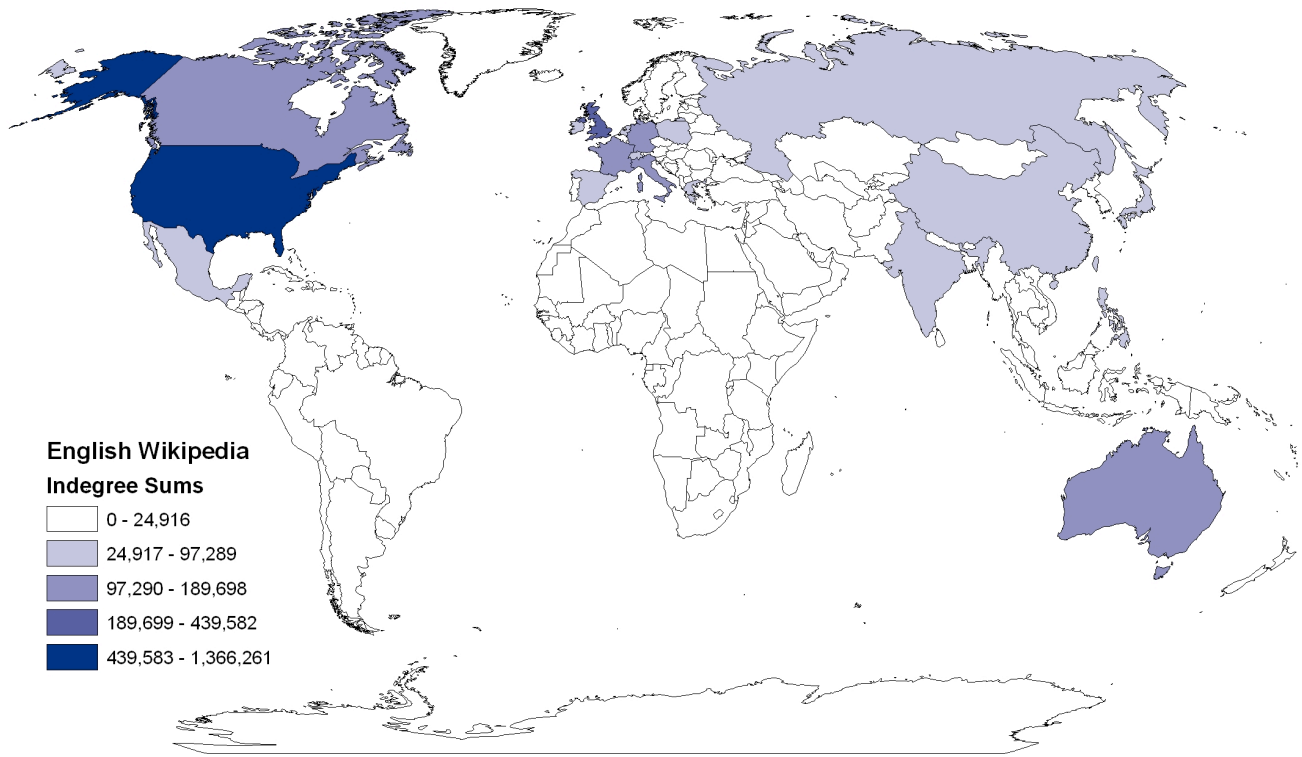 English Wikipedia
Indegree Sums
0 - 24,916
24,917 - 97,289
97,290 - 189,698
189,699 - 439,582
439,583 - 1,366,261